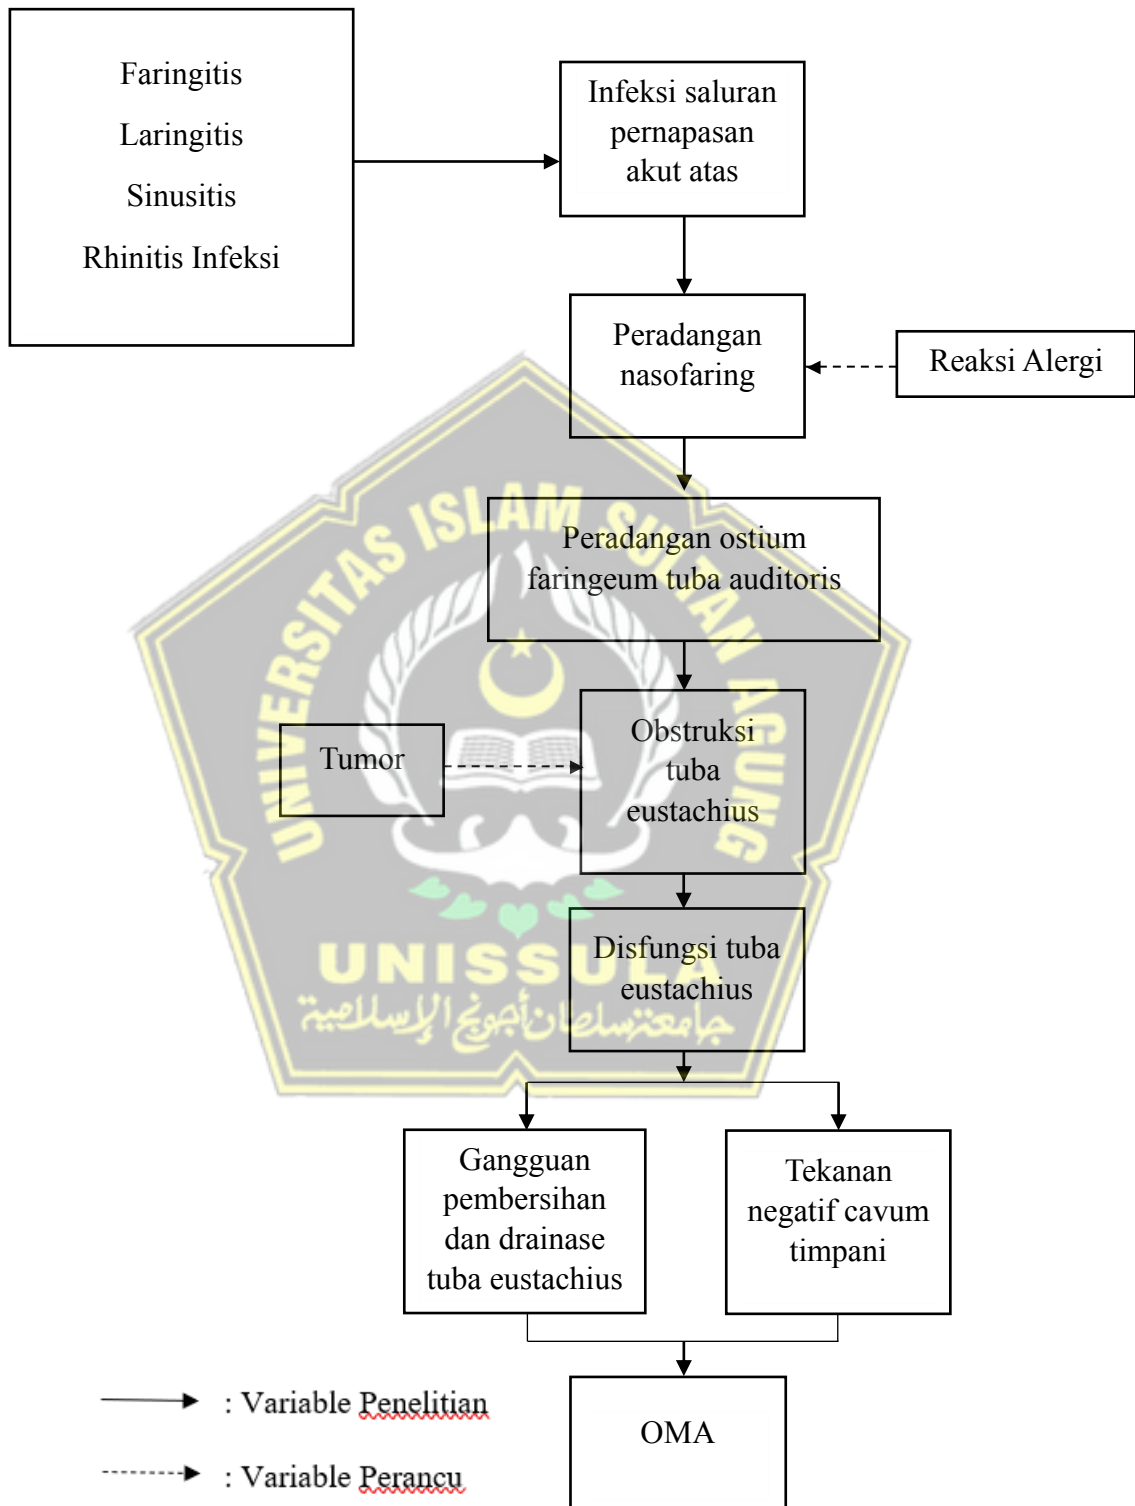 Faringitis
Laringitis
Sinusitis
Rhinitis Infeksi
Infeksi saluran
pernapasan
akut atas
Peradangan
nasofaring
Reaksi Alergi
UNIVERSITAS ISLAM SULTAN AGUNG
Peradangan ostium
faringeum tuba auditoris
Tumor
Obstruksi
tuba
eustachius
Disfungsi tuba
eustachius
UNISSULA
جامعة سلطان أجونج الإسلامية
Gangguan
pembersihan
dan drainase
tuba eustachius
Tekanan
negatif cavum
timpani
OMA
: Variable Penelitian
: Variable Perancu